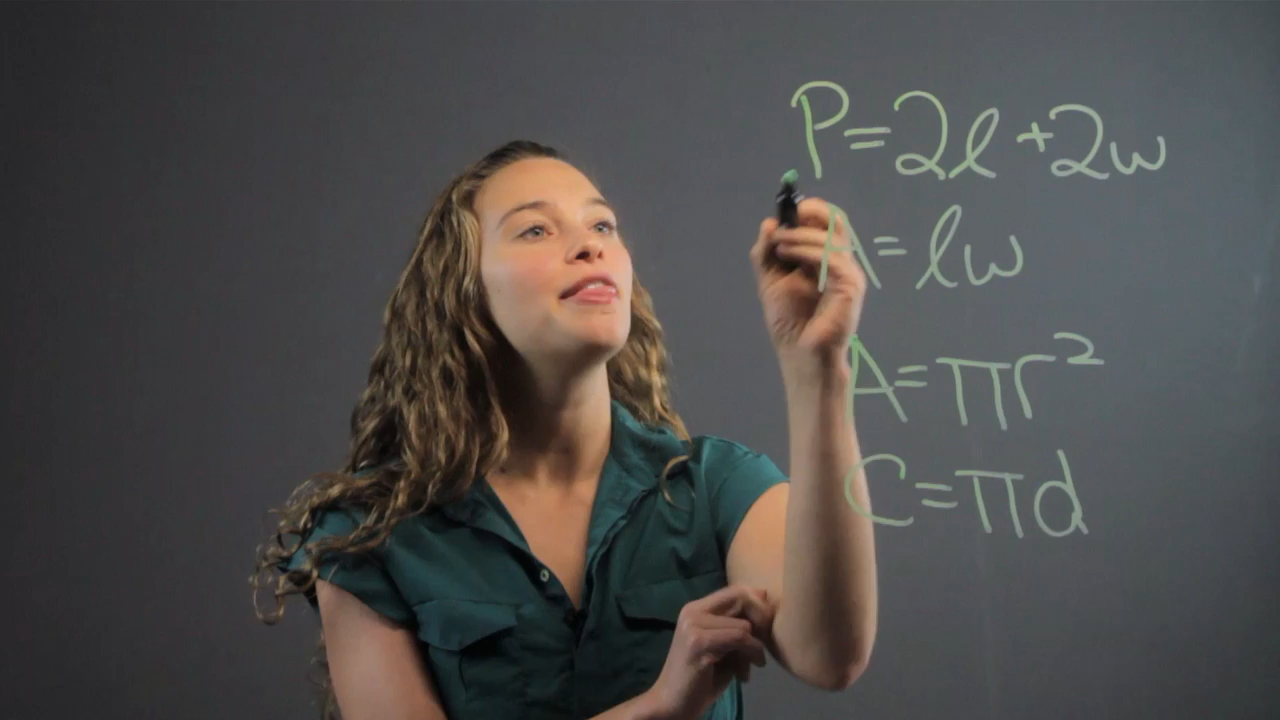 P=2l+2w
A=lw
A=πr²
C=πd